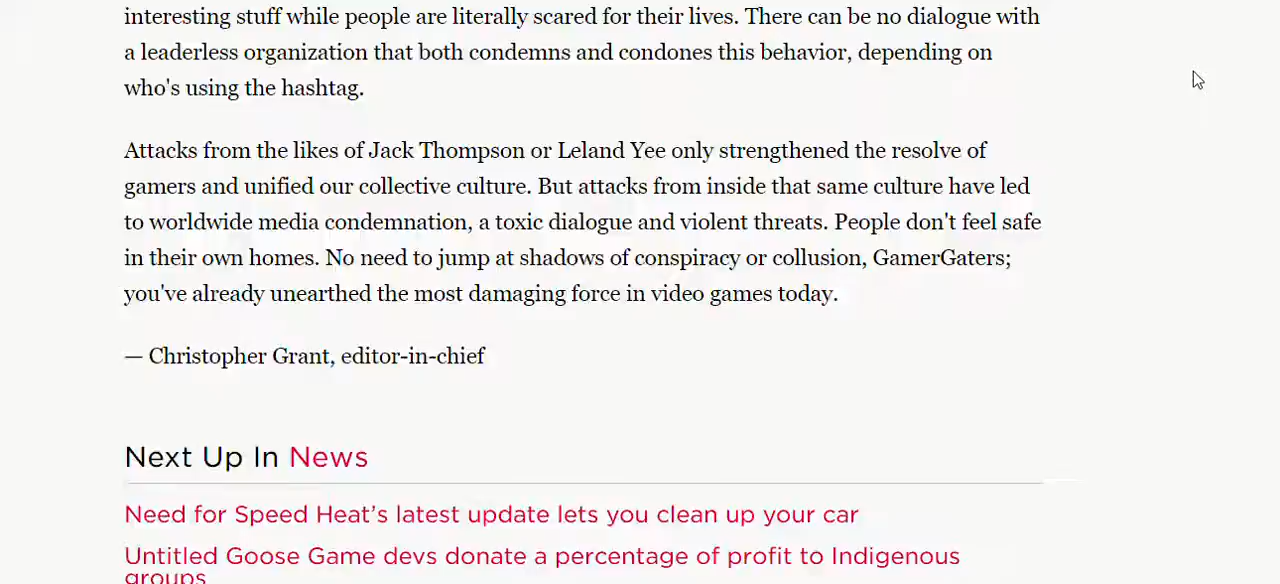 interesting stuff while people are literally scared for their lives. There can be no dialogue with
a leaderless organization that both condemns and condones this behavior, depending on
who's using the hashtag.
Attacks from the likes of Jack Thompson or Leland Yee only strengthened the resolve of
gamers and unified our collective culture. But attacks from inside that same culture have led
to worldwide media condemnation, a toxic dialogue and violent threats. People don't feel safe
in their own homes. No need to jump at shadows of conspiracy or collusion, GamerGaters;
you've already unearthed the most damaging force in video games today.
— Christopher Grant, editor-in-chief
Next Up In News
Need for Speed Heat’s latest update lets you clean up your car
Untitled Goose Game devs donate a percentage of profit to Indigenous
groups